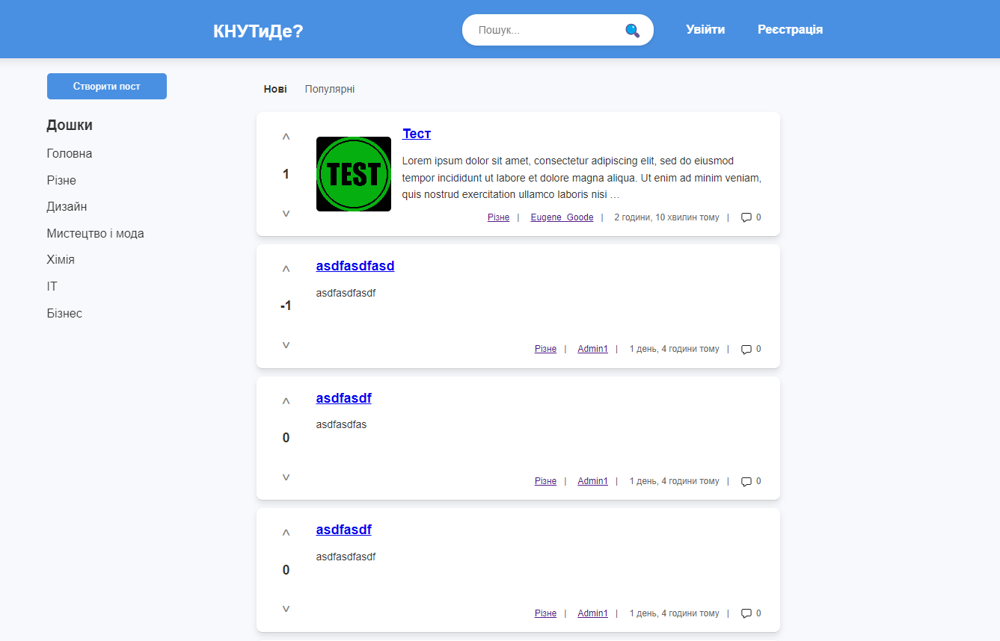 КНУТиДе?
Пошук...
Увійти
Реєстрація
Створити пост
Дошки
Головна
Різне
Дизайн
Мистецтво і мода
Хімія
IT
Бізнес
Нові
Популярні
1
TEST
Тест
Lorem ipsum dolor sit amet, consectetur adipiscing elit, sed do eiusmod
tempor incididunt ut labore et dolore magna aliqua. Ut enim ad minim veniam,
quis nostrud exercitation ullamco laboris nisi …
Різне | Eugene_Goode | 2 години, 10 хвилин тому | 0
-1
asdfasdfasd
asdfasdfasdf
Різне | Admin1 | 1 день, 4 години тому | 0
0
asdfasdf
asdfasdfas
Різне | Admin1 | 1 день, 4 години тому | 0
0
asdfasdf
asdfasdfasdf
Різне | Admin1 | 1 день, 4 години тому | 0